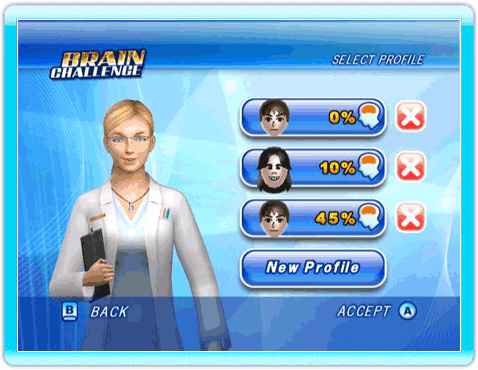 BRAIN
CHALLENGE
SELECT PROFILE
0%
10%
45%
New Profile
B BACK
ACCEPT A